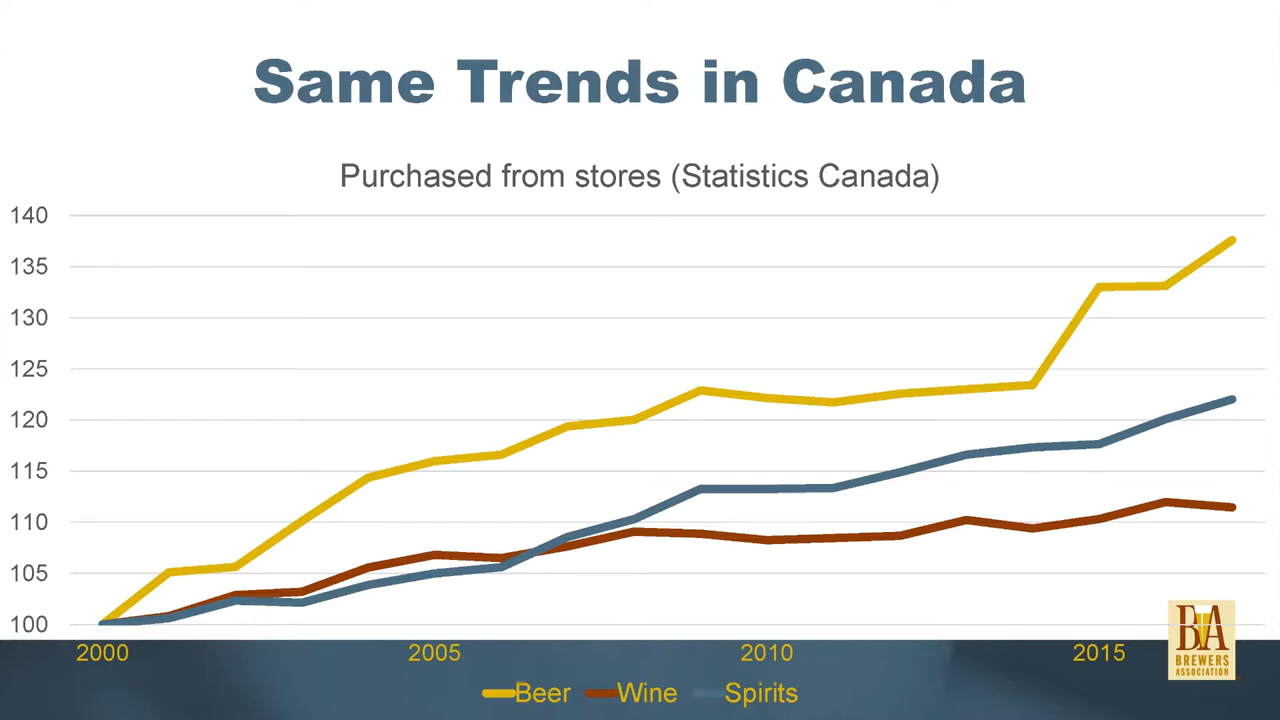 Same Trends in Canada
Purchased from stores (Statistics Canada)
140
135
130
125
120
115
110
105
100
2000 2005 2010 2015
Beer Wine Spirits
BA
BREWERS
ASSOCIATION